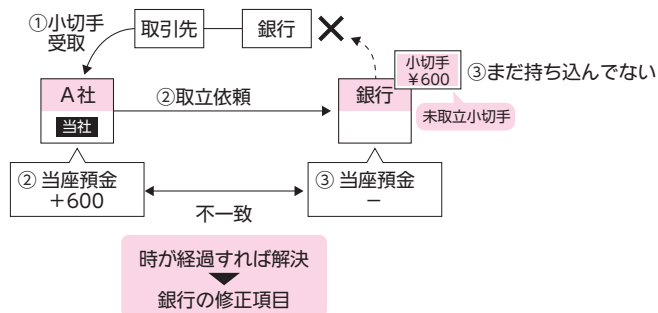 ①小切手
受取
取引先
銀行
小切手
¥600
③まだ持ち込んでない
A社
当社
②取立依頼
銀行
未取立小切手
② 当座預金
+600
不一致
③ 当座預金
−
時が経過すれば解決
銀行の修正項目